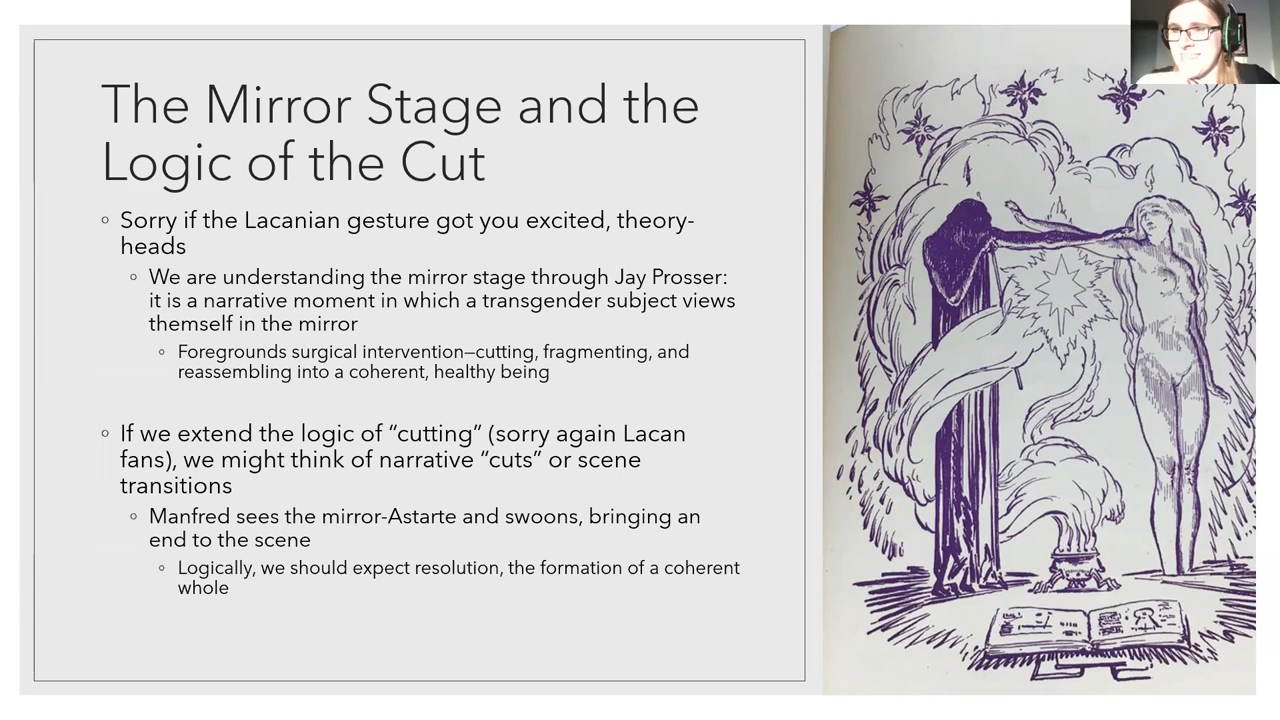 The Mirror Stage and the
Logic of the Cut
◦ Sorry if the Lacanian gesture got you excited, theory-
heads
◦ We are understanding the mirror stage through Jay Prosser:
it is a narrative moment in which a transgender subject views
themself in the mirror
◦ Foregrounds surgical intervention—cutting, fragmenting, and
reassembling into a coherent, healthy being
◦ If we extend the logic of “cutting” (sorry again Lacan
fans), we might think of narrative “cuts” or scene
transitions
◦ Manfred sees the mirror-Astarte and swoons, bringing an
end to the scene
◦ Logically, we should expect resolution, the formation of a coherent
whole